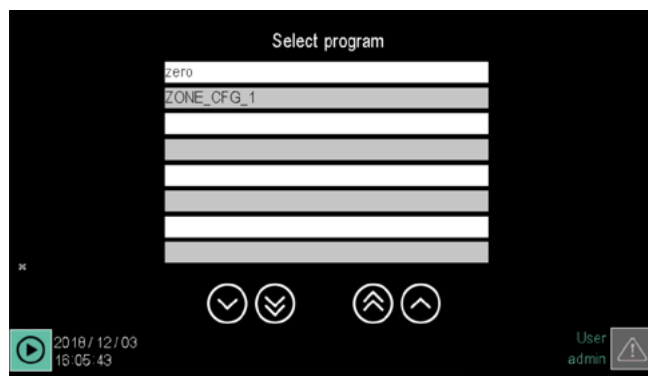 Select program
zero
ZONE_CFG_1
2018/12/03
16:05:43
User
admin